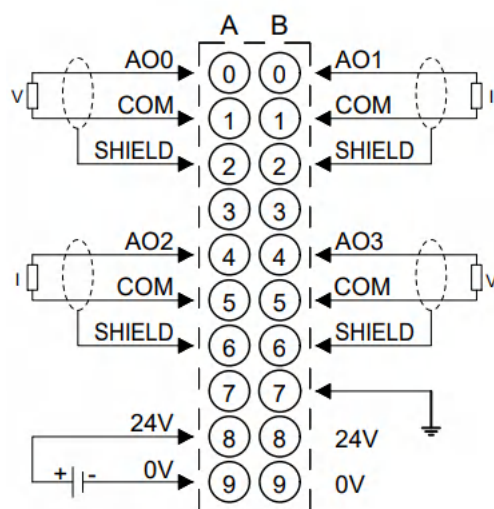 A B
AO0 0 0 AO1
V I
COM 1 1 COM
SHIELD 2 2 SHIELD
3 3
AO2 4 4 AO3
I V
COM 5 5 COM
SHIELD 6 6 SHIELD
7 7
24V 8 8 24V
+ - 0V 9 9 0V